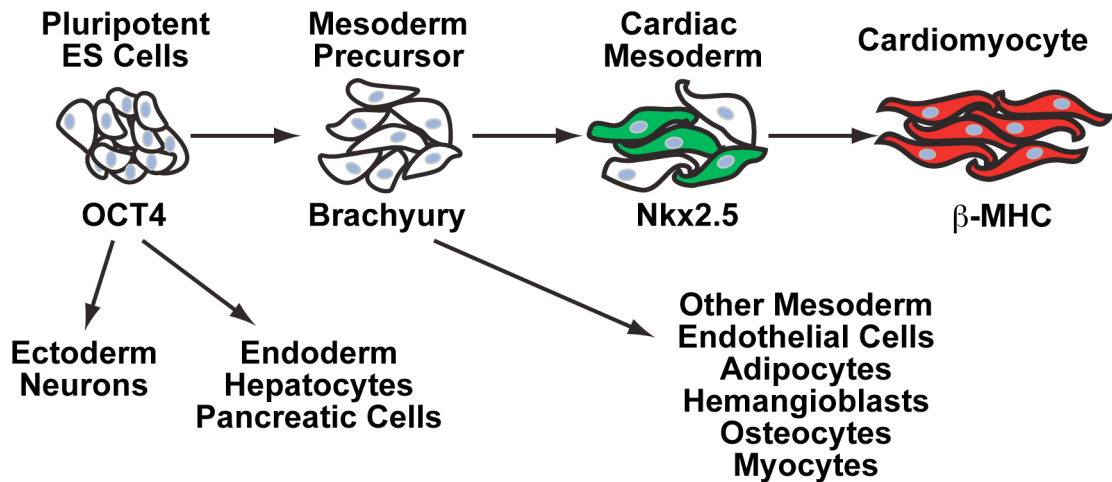 Pluripotent
ES Cells
Mesoderm
Precursor
Cardiac
Mesoderm
Cardiomyocyte
OCT4
Brachyury
Nkx2.5
β-MHC
Ectoderm
Neurons
Endoderm
Hepatocytes
Pancreatic Cells
Other Mesoderm
Endothelial Cells
Adipocytes
Hemangioblasts
Osteocytes
Myocytes